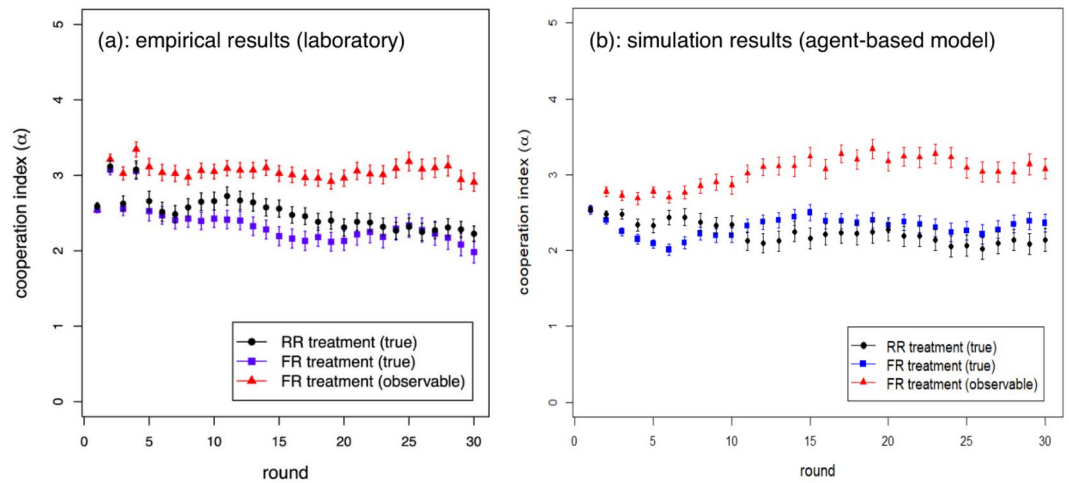 (a): empirical results (laboratory)
cooperation index (α)
5
4
3
2
1
0
RR treatment (true)
FR treatment (true)
FR treatment (observable)
0 5 10 15 20 25 30
round
(b): simulation results (agent-based model)
cooperation index (α)
5
4
3
2
1
0
RR treatment (true)
FR treatment (true)
FR treatment (observable)
0 5 10 15 20 25 30
round